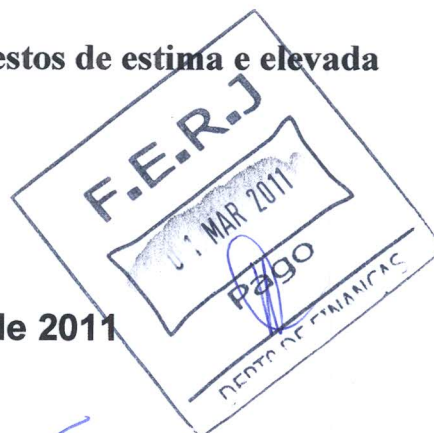 estos de estima e elevada
F.E.R.J
01 MAR 2011
Pago
DEPTO DE FINANÇAS
de 2011